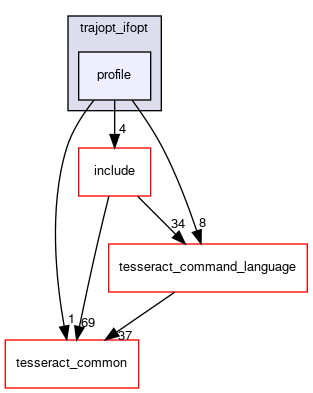 trajopt_ifopt
profile
4
include
34
8
tesseract_command_language
1
69
37
tesseract_common